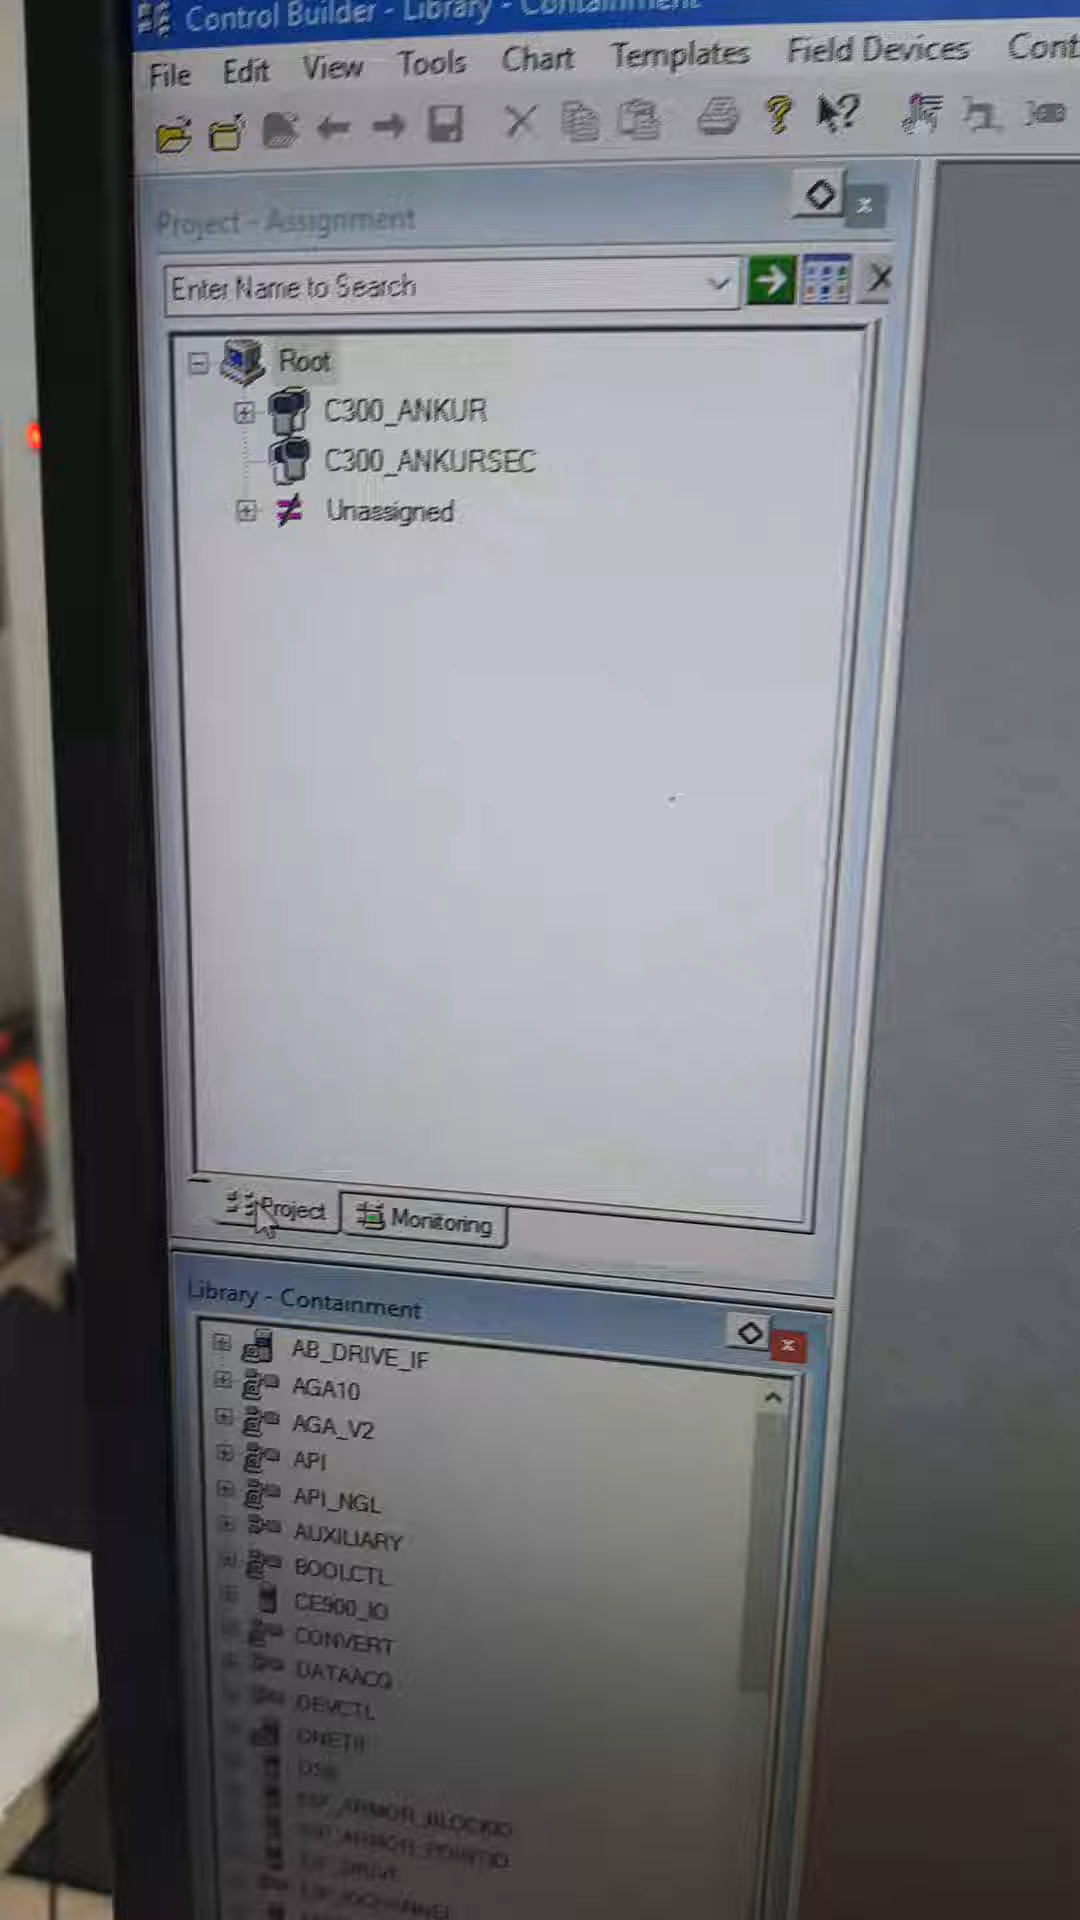 Control Builder - Library - Containment
File Edit View Tools Chart Templates Field Devices
Project - Assignment
Enter Name to Search
Root
C300_ANKUR
C300_ANKURSEC
Unassigned
Project Monitoring
Library - Containment
AB_DRIVE_IF
AGA10
AGA_V2
API
API_NGL
AUXILIARY
BOOLCTL
CE900_IO
CONVERT
DATAACQ
DEVCTL